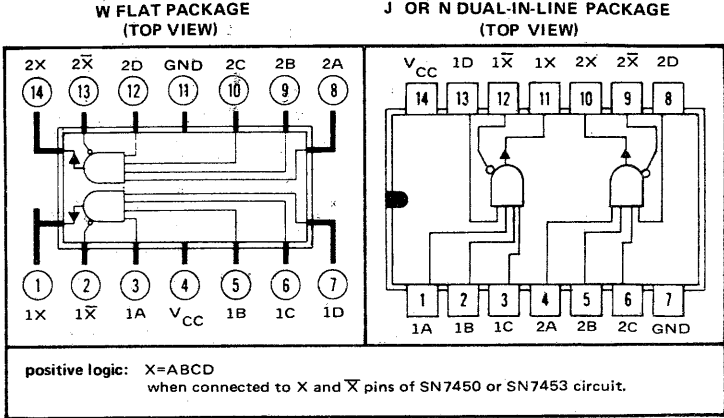 W FLAT PACKAGE
(TOP VIEW)
2X 2X̅ 2D GND 2C 2B 2A
14 13 12 11 10 9 8
1 2 3 4 5 6 7
1X 1X̅ 1A VCC 1B 1C 1D
J OR N DUAL-IN-LINE PACKAGE
(TOP VIEW)
VCC 1D 1X̅ 1X 2X 2X̅ 2D
14 13 12 11 10 9 8
1 2 3 4 5 6 7
1A 1B 1C 2A 2B 2C GND
positive logic: X=ABCD
when connected to X and X̅ pins of SN7450 or SN7453 circuit.